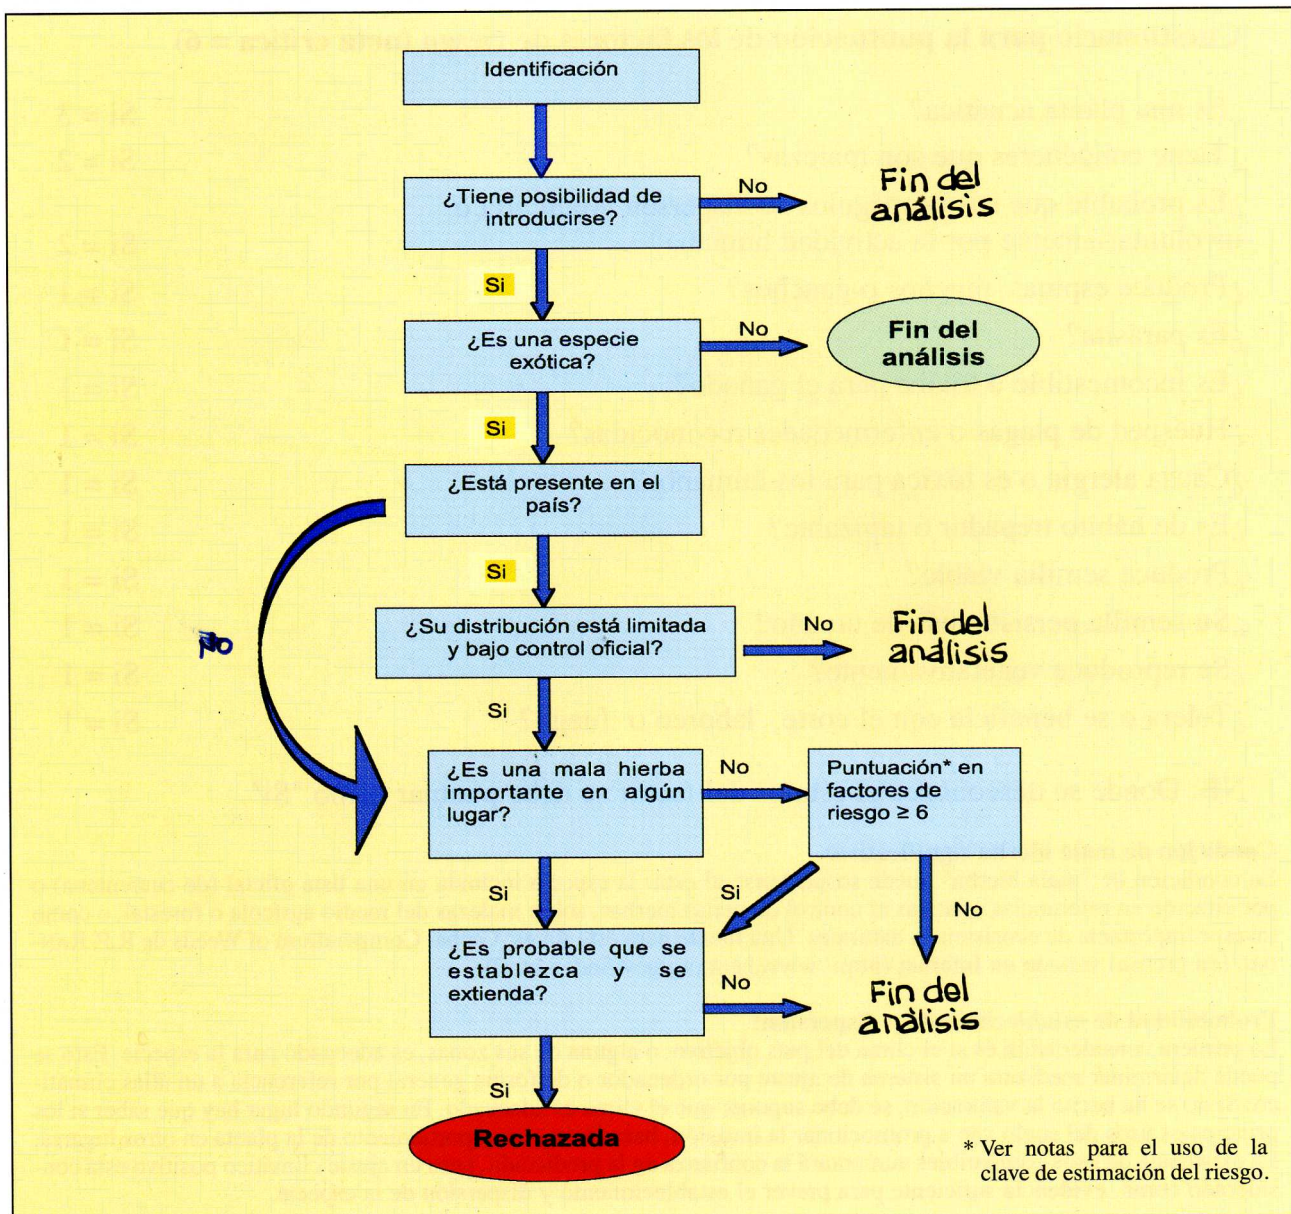 Identificación
¿Tiene posibilidad de
introducirse?
No
Fin del
análisis
Si
¿Es una especie
exótica?
No
Fin del
análisis
Si
¿Está presente en el
país?
Si
NO
¿Su distribución está limitada
y bajo control oficial?
No
Fin del
análisis
Si
¿Es una mala hierba
importante en algún
lugar?
No
Puntuación* en
factores de
riesgo ≥ 6
Si
Si
No
¿Es probable que se
establezca y se
extienda?
No
Fin del
análisis
Si
Rechazada
* Ver notas para el uso de la
clave de estimación del riesgo.